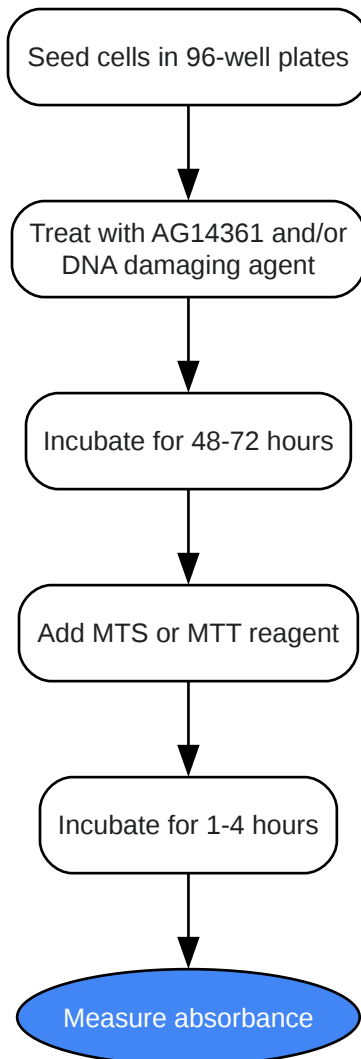 Seed cells in 96-well plates
Treat with AG14361 and/or
DNA damaging agent
Incubate for 48-72 hours
Add MTS or MTT reagent
Incubate for 1-4 hours
Measure absorbance